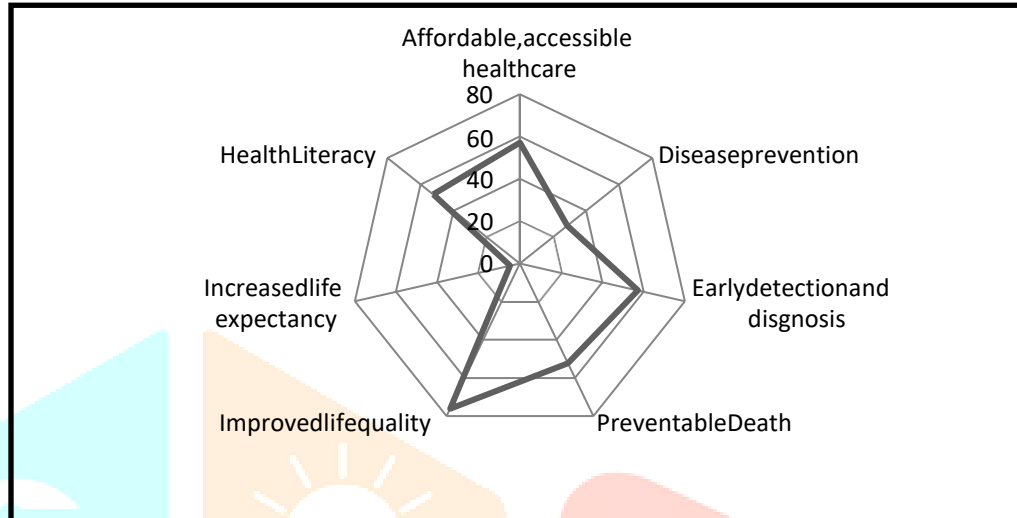 Affordable,accessible
healthcare
80
60
40
20
0
HealthLiteracy
Diseaseprevention
Increasedlife
expectancy
Earlydetectionand
disgnosis
Improvedlifequality
PreventableDeath